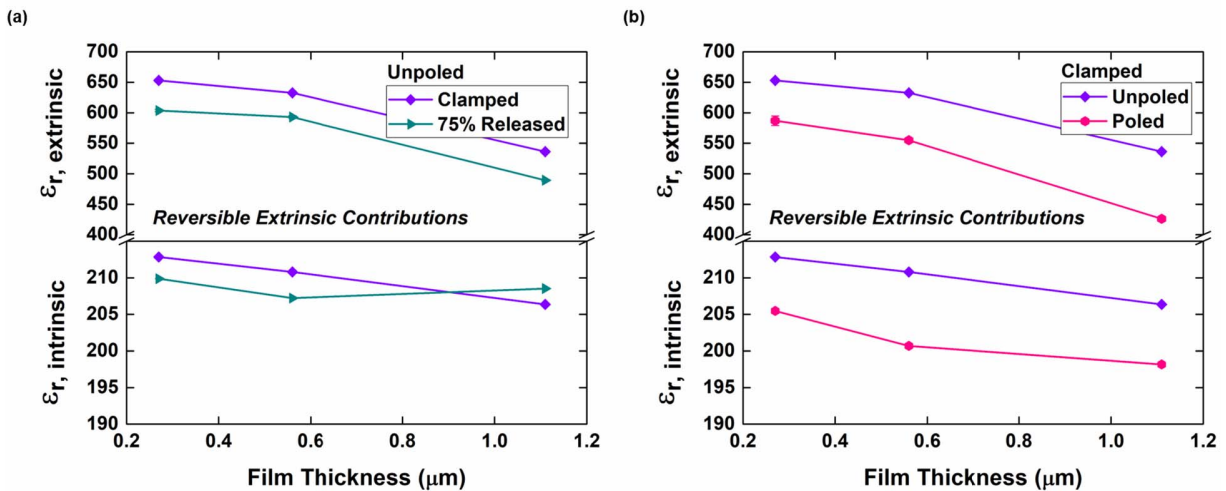 (a)
700
650
600
550
500
450
400
εr, extrinsic
Unpoled
Clamped
75% Released
Reversible Extrinsic Contributions
210
205
200
195
190
εr, intrinsic
0.2 0.4 0.6 0.8 1.0 1.2
Film Thickness (μm)
(b)
700
650
600
550
500
450
400
εr, extrinsic
Clamped
Unpoled
Poled
Reversible Extrinsic Contributions
210
205
200
195
190
εr, intrinsic
0.2 0.4 0.6 0.8 1.0 1.2
Film Thickness (μm)